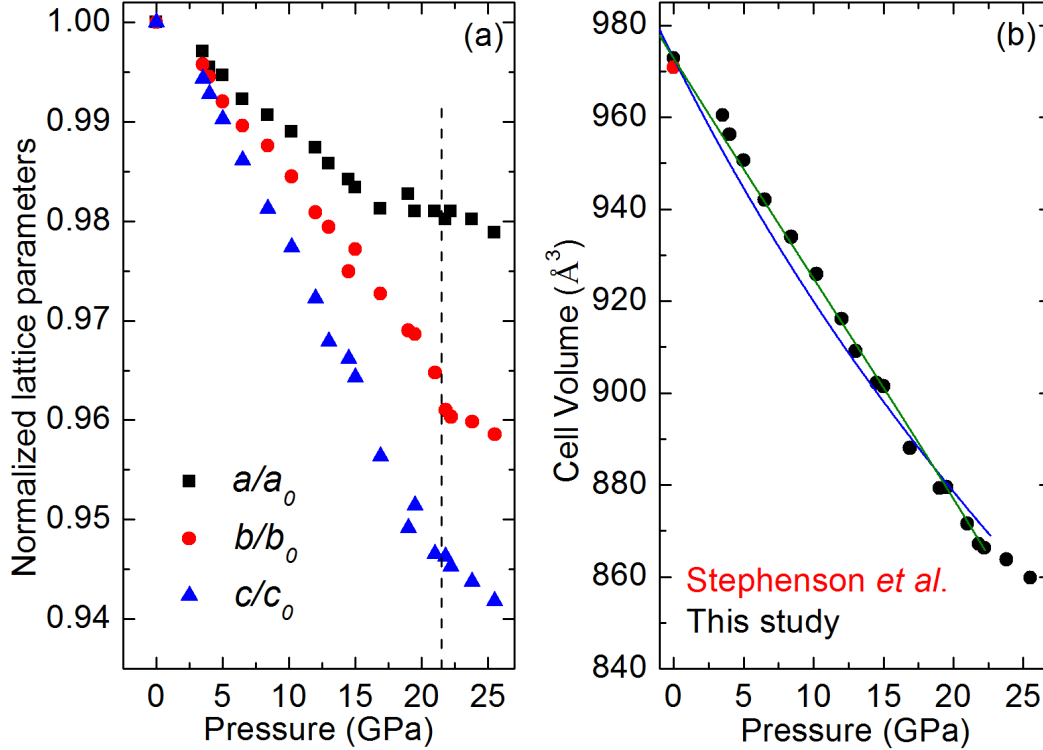 (a)
1.00
0.99
0.98
0.97
0.96
0.95
0.94
Normalized lattice parameters
a/a0
b/b0
c/c0
0 5 10 15 20 25
Pressure (GPa)
(b)
980
960
940
920
900
880
860
840
Cell Volume (Å3)
Stephenson et al.
This study
0 5 10 15 20 25
Pressure (GPa)